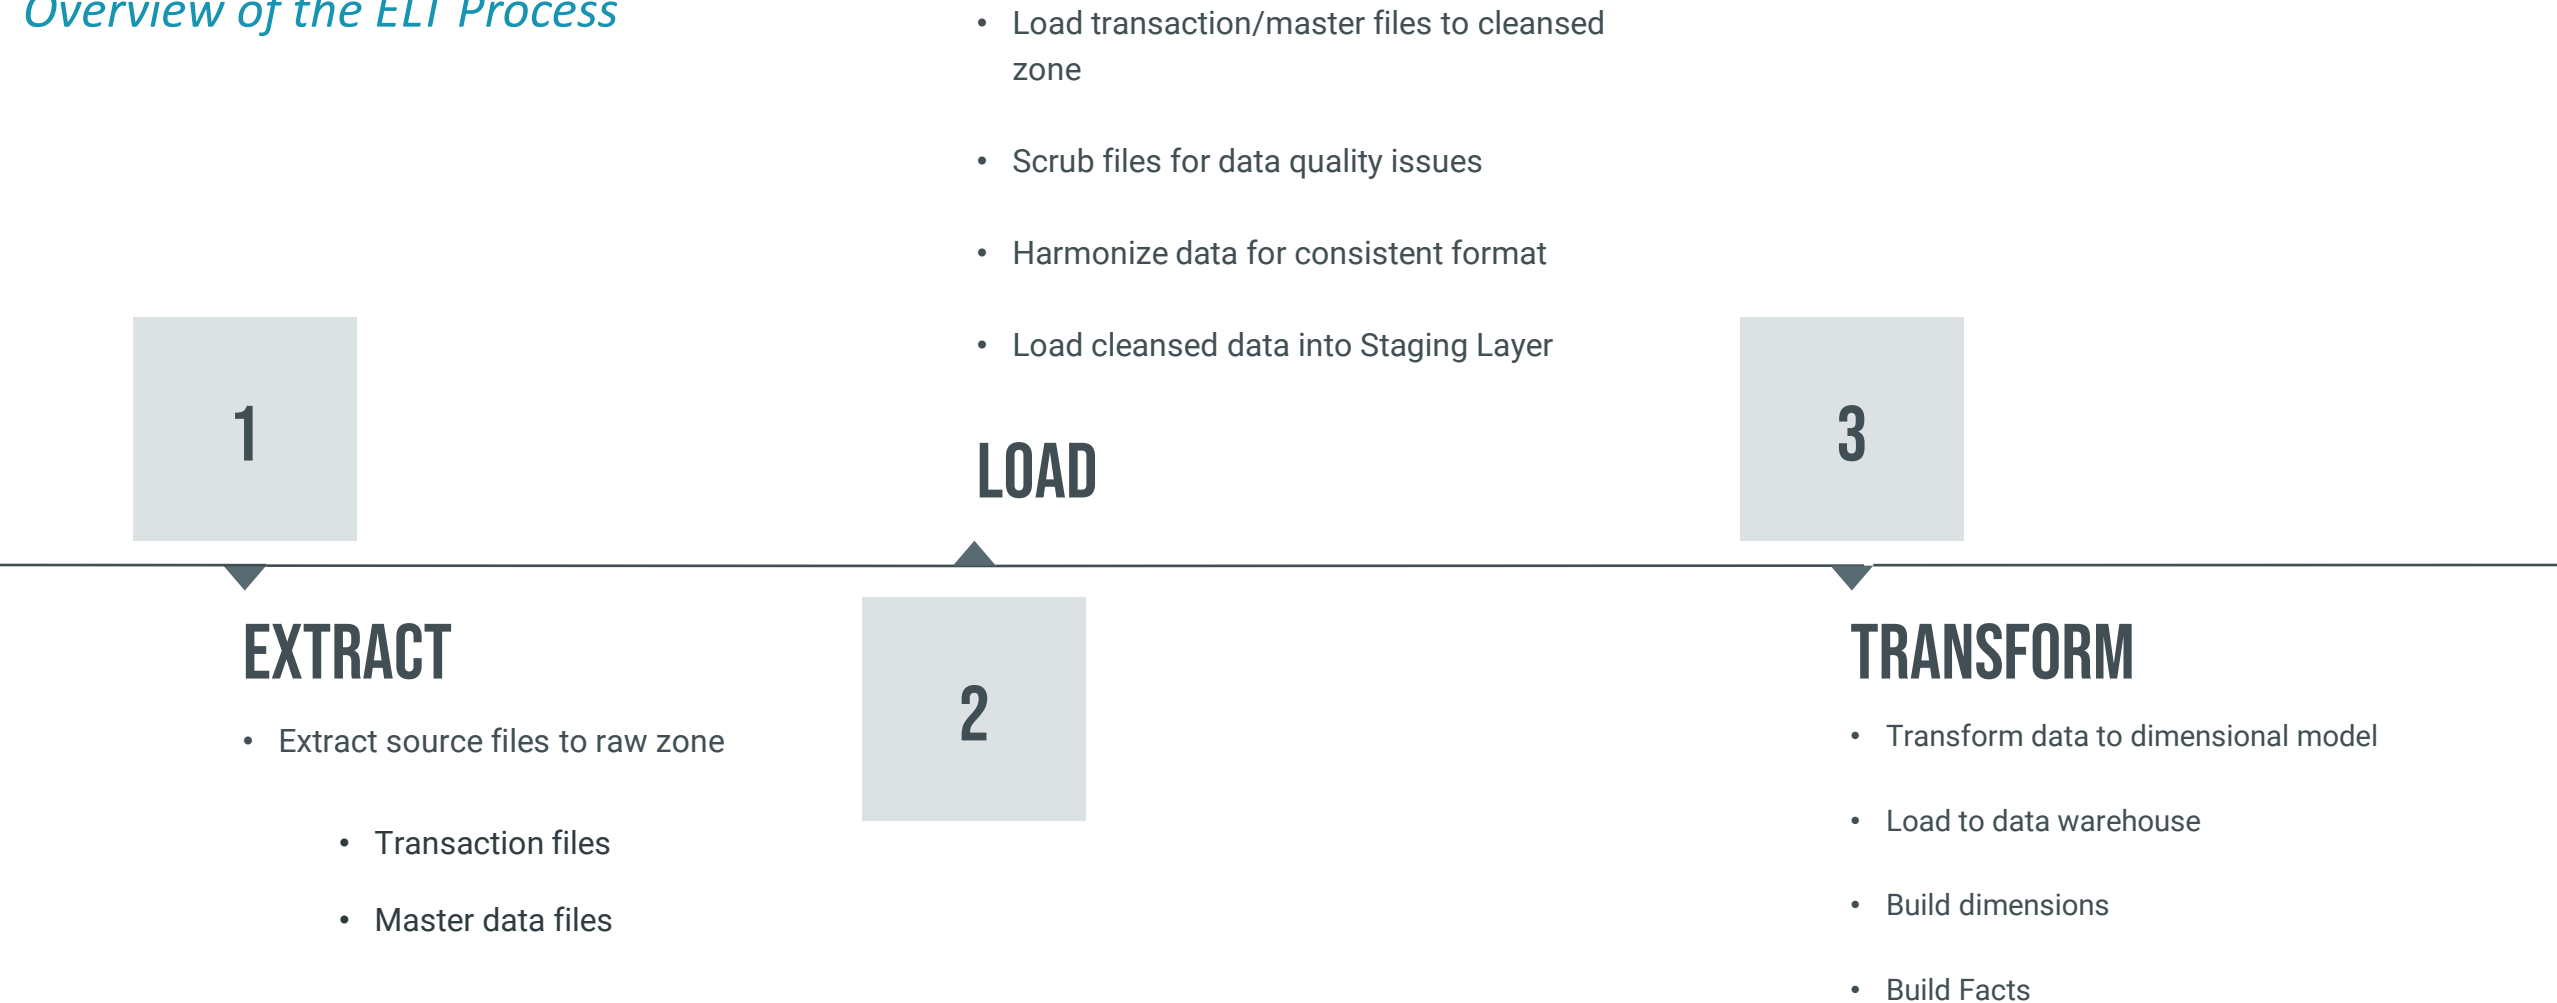 Overview of the ELT Process
1
EXTRACT
• Extract source files to raw zone
• Transaction files
• Master data files
• Load transaction/master files to cleansed
zone
• Scrub files for data quality issues
• Harmonize data for consistent format
• Load cleansed data into Staging Layer
LOAD
2
3
TRANSFORM
• Transform data to dimensional model
• Load to data warehouse
• Build dimensions
• Build Facts